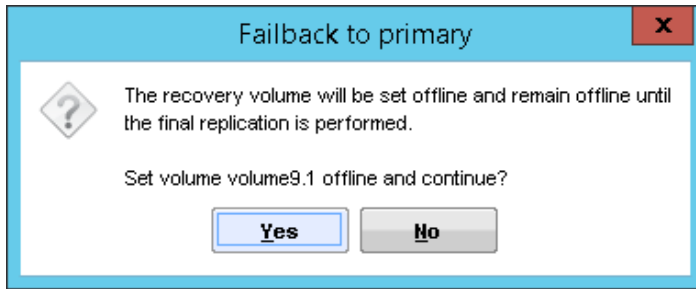 Failback to primary
x
?
The recovery volume will be set offline and remain offline until
the final replication is performed.
Set volume volume9.1 offline and continue?
Yes
No